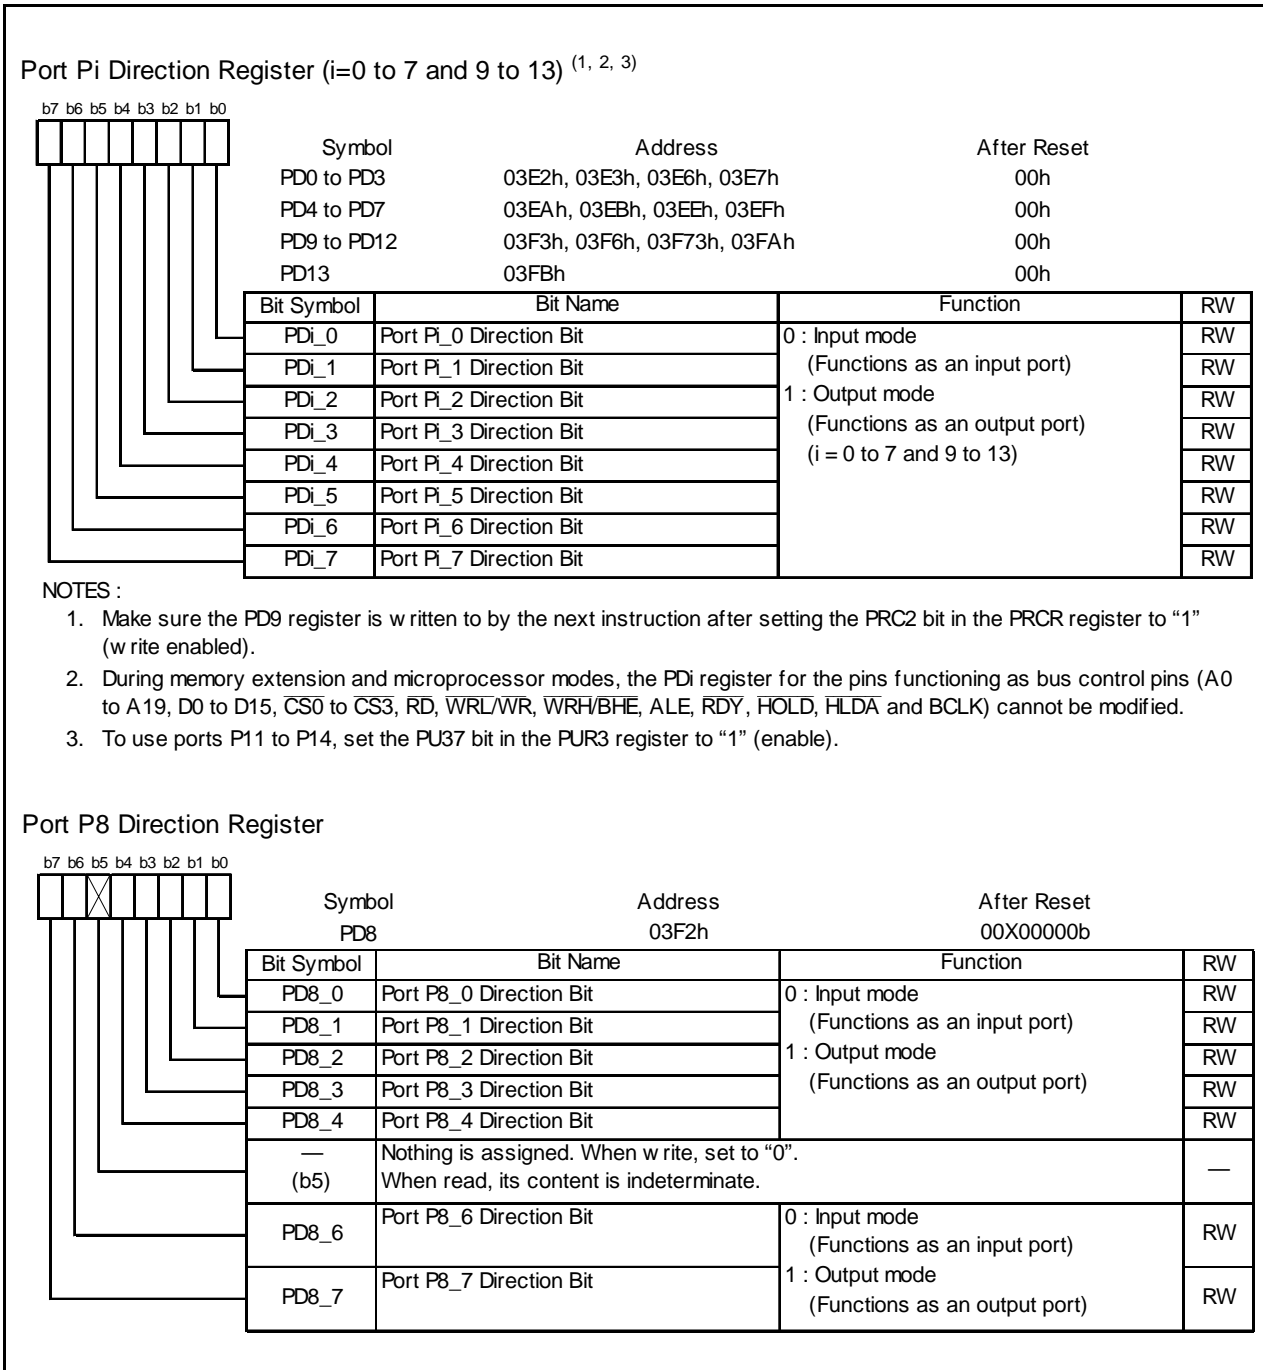 Port Pi Direction Register (i=0 to 7 and 9 to 13) (1, 2, 3)
b7 b6 b5 b4 b3 b2 b1 b0
Symbol Address After Reset
PD0 to PD3 03E2h, 03E3h, 03E6h, 03E7h 00h
PD4 to PD7 03EAh, 03EBh, 03EEh, 03EFh 00h
PD9 to PD12 03F3h, 03F6h, 03F73h, 03FAh 00h
PD13 03FBh 00h
Bit Symbol Bit Name Function RW
PDi_0 Port Pi_0 Direction Bit 0 : Input mode RW
PDi_1 Port Pi_1 Direction Bit (Functions as an input port) RW
PDi_2 Port Pi_2 Direction Bit 1 : Output mode RW
PDi_3 Port Pi_3 Direction Bit (Functions as an output port) RW
PDi_4 Port Pi_4 Direction Bit (i = 0 to 7 and 9 to 13) RW
PDi_5 Port Pi_5 Direction Bit RW
PDi_6 Port Pi_6 Direction Bit RW
PDi_7 Port Pi_7 Direction Bit RW
NOTES :
1. Make sure the PD9 register is written to by the next instruction after setting the PRC2 bit in the PRCR register to “1”
(write enabled).
2. During memory extension and microprocessor modes, the PDi register for the pins functioning as bus control pins (A0
to A19, D0 to D15, CS0 to CS3, RD, WRL/WR, WRH/BHE, ALE, RDY, HOLD, HLDA and BCLK) cannot be modified.
3. To use ports P11 to P14, set the PU37 bit in the PUR3 register to “1” (enable).
Port P8 Direction Register
b7 b6 b5 b4 b3 b2 b1 b0
Symbol Address After Reset
PD8 03F2h 00X00000b
Bit Symbol Bit Name Function RW
PD8_0 Port P8_0 Direction Bit 0 : Input mode RW
PD8_1 Port P8_1 Direction Bit (Functions as an input port) RW
PD8_2 Port P8_2 Direction Bit 1 : Output mode RW
PD8_3 Port P8_3 Direction Bit (Functions as an output port) RW
PD8_4 Port P8_4 Direction Bit RW
— Nothing is assigned. When write, set to “0”. —
(b5) When read, its content is indeterminate.
PD8_6 Port P8_6 Direction Bit 0 : Input mode RW
(Functions as an input port)
PD8_7 Port P8_7 Direction Bit 1 : Output mode RW
(Functions as an output port)